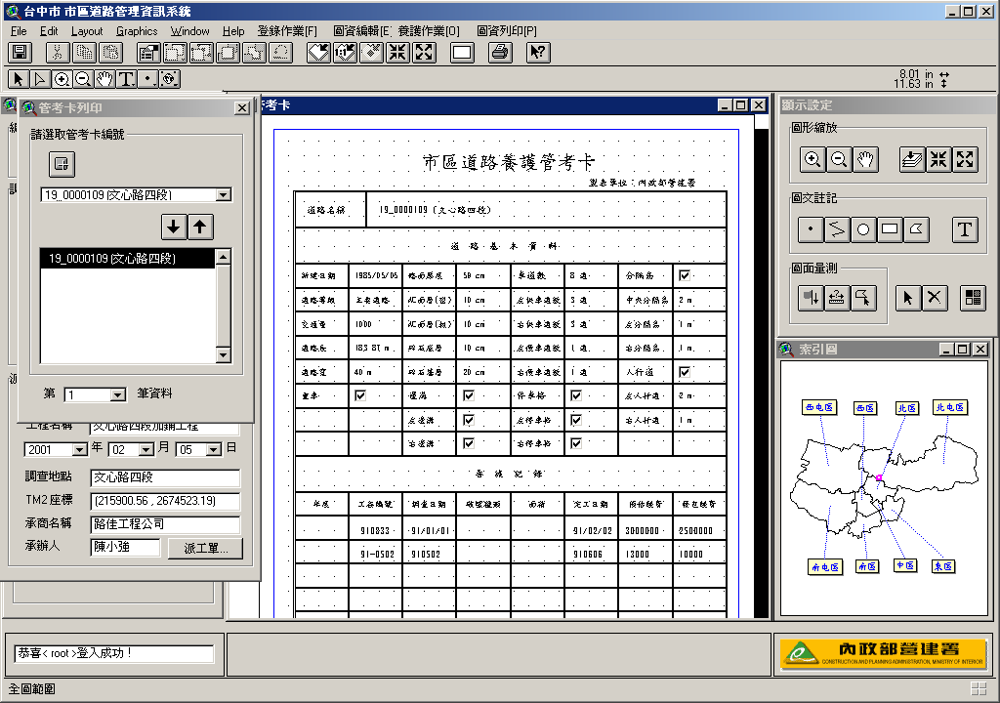 台中市 市區道路管理資訊系統
File Edit Layout Graphics Window Help 登錄作業[F] 圖資編輯[E 養護作業[O] 圖資列印[P]
8.01 in
11.63 in
管考卡列印
考卡
顯示設定
請選取管考卡編號
19_0000109 (文心路四段)
19_0000109 (文心路四段)
第 1 筆資料
工程名稱 文心路四段加鋪工程
2001 年 02 月 05 日
調查地點 文心路四段
TM2座標 (215900.56 , 2674523.19)
承商名稱 路佳工程公司
承辦人 陳小強 派工單...
市區道路養護管考卡
製表單位：內政部營建署
道路名稱 19_0000109 (文心路四段)
道路基本資料
新建日期 1985/05/05 路面厚度 50 cm 車道數 8 道 分隔島
道路等級 主要道路 AC面層(密) 10 cm 左快車道數 3 道 中央分隔島 2 m
交通量 1000 AC面層(粗) 10 cm 右快車道數 3 道 左分隔島 1 m
道路長 183.87 m 碎石底層 10 cm 左慢車道數 1 道 右分隔島 1 m
道路寬 40 m 碎石基層 20 cm 右慢車道數 1 道 人行道
重車 邊溝 停車格 左人行道 2 m
左邊溝 左停車格 右人行道 1 m
右邊溝 右停車格
養護記錄
年度 工務編號 調查日期 破壞種類 面積 完工日期 預估經費 發包經費
910833 91/01/01 91/02/02 3000000 2500000
91-0502 910502 910606 13000 10000
圖形縮放
圖文註記
圖面量測
索引圖
西屯區 西區 北區 北屯區
南屯區 南區 中區 東區
恭喜< root >登入成功！
內政部營建署
CONSTRUCTION AND PLANNING ADMINISTRATION, MINISTRY OF INTERIOR
全圖範圍